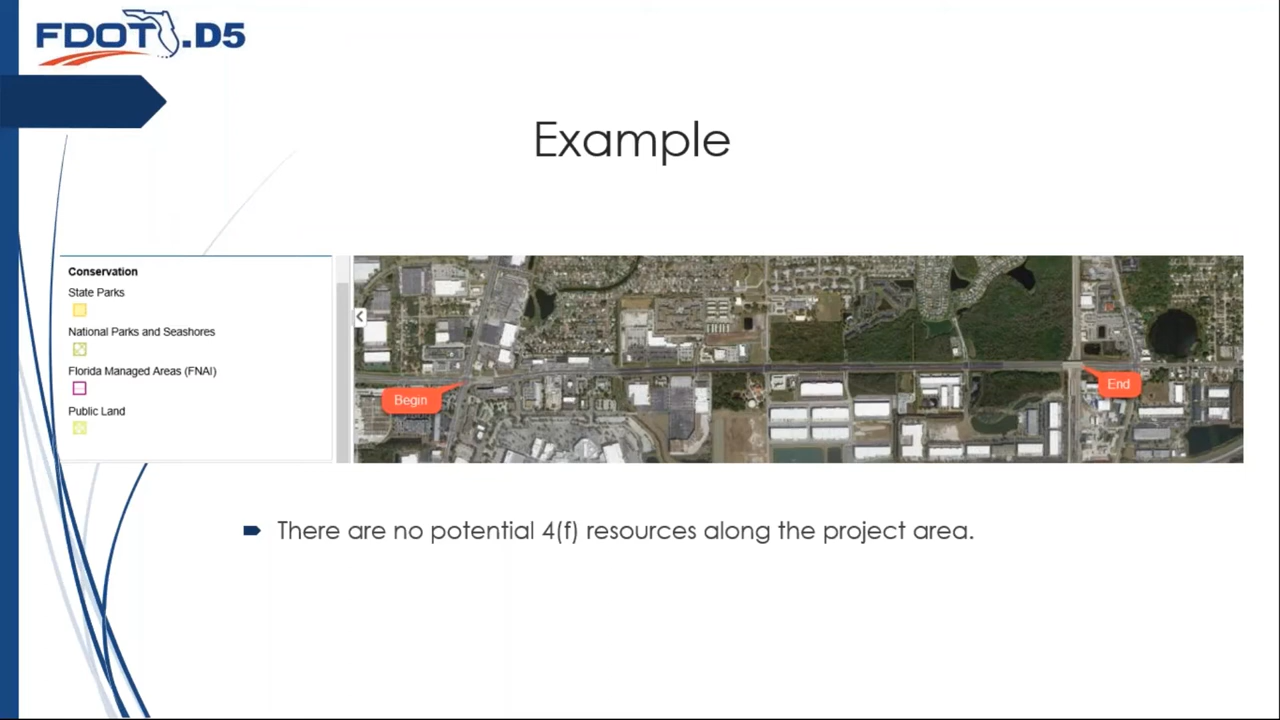 FDOT.D5
Example
Conservation
State Parks
National Parks and Seashores
Florida Managed Areas (FNAI)
Public Land
Begin
End
There are no potential 4(f) resources along the project area.